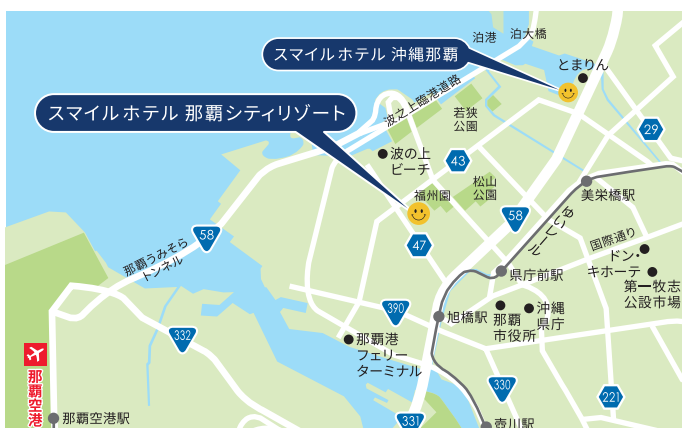 泊港
泊大橋
スマイルホテル 沖縄那覇
とまりん
スマイルホテル 那覇シティリゾート
波之上臨港道路
若狭
公園
29
波の上
ビーチ
43
松山
公園
福州園
美栄橋駅
58
ゆいレール
58
47
国際通り
那覇うみそら
トンネル
ドン・
キホーテ
県庁前駅
第一牧志
公設市場
390
旭橋駅
那覇
市役所
沖縄
県庁
332
那覇港
フェリー
ターミナル
那覇空港
330
221
那覇空港駅
331
壺川駅